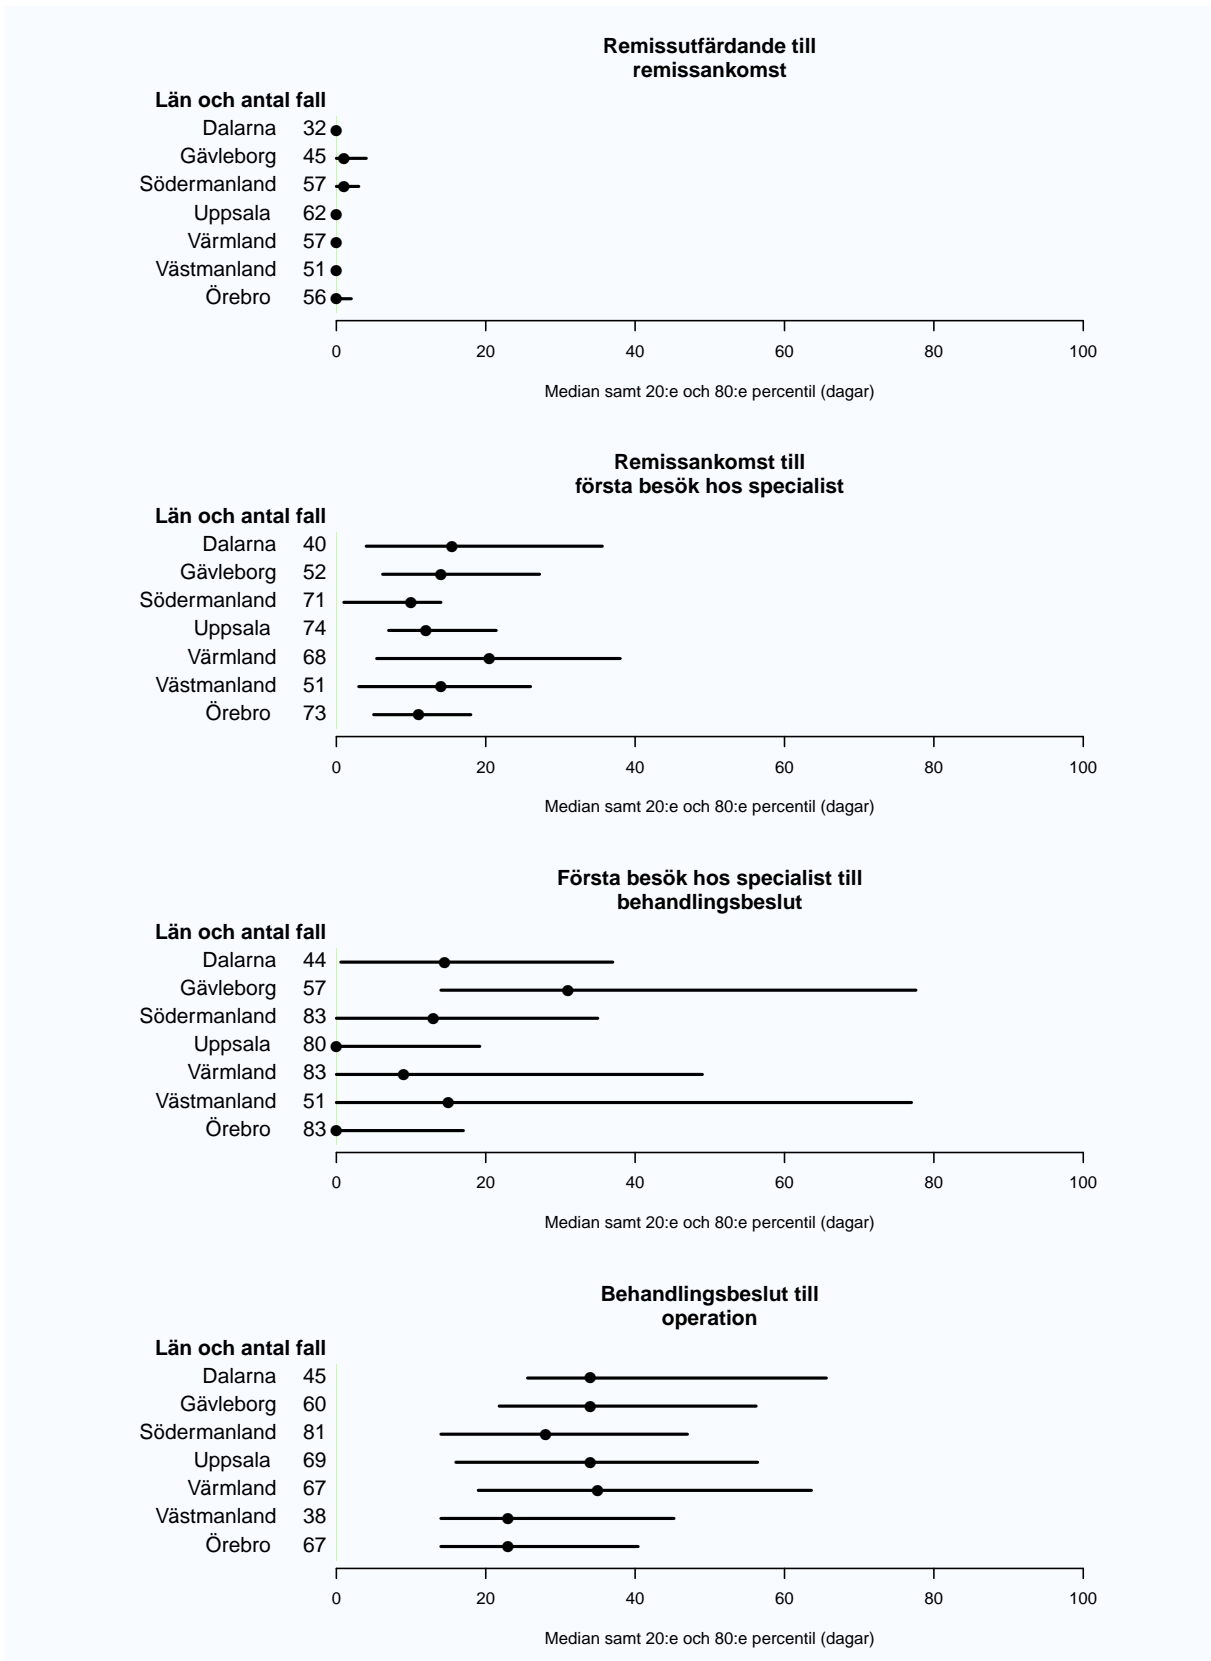 Remissutfärdande till
remissankomst
Län och antal fall
Dalarna 32
Gävleborg 45
Södermanland 57
Uppsala 62
Värmland 57
Västmanland 51
Örebro 56
0 20 40 60 80 100
Median samt 20:e och 80:e percentil (dagar)
Remissankomst till
första besök hos specialist
Län och antal fall
Dalarna 40
Gävleborg 52
Södermanland 71
Uppsala 74
Värmland 68
Västmanland 51
Örebro 73
0 20 40 60 80 100
Median samt 20:e och 80:e percentil (dagar)
Första besök hos specialist till
behandlingsbeslut
Län och antal fall
Dalarna 44
Gävleborg 57
Södermanland 83
Uppsala 80
Värmland 83
Västmanland 51
Örebro 83
0 20 40 60 80 100
Median samt 20:e och 80:e percentil (dagar)
Behandlingsbeslut till
operation
Län och antal fall
Dalarna 45
Gävleborg 60
Södermanland 81
Uppsala 69
Värmland 67
Västmanland 38
Örebro 67
0 20 40 60 80 100
Median samt 20:e och 80:e percentil (dagar)